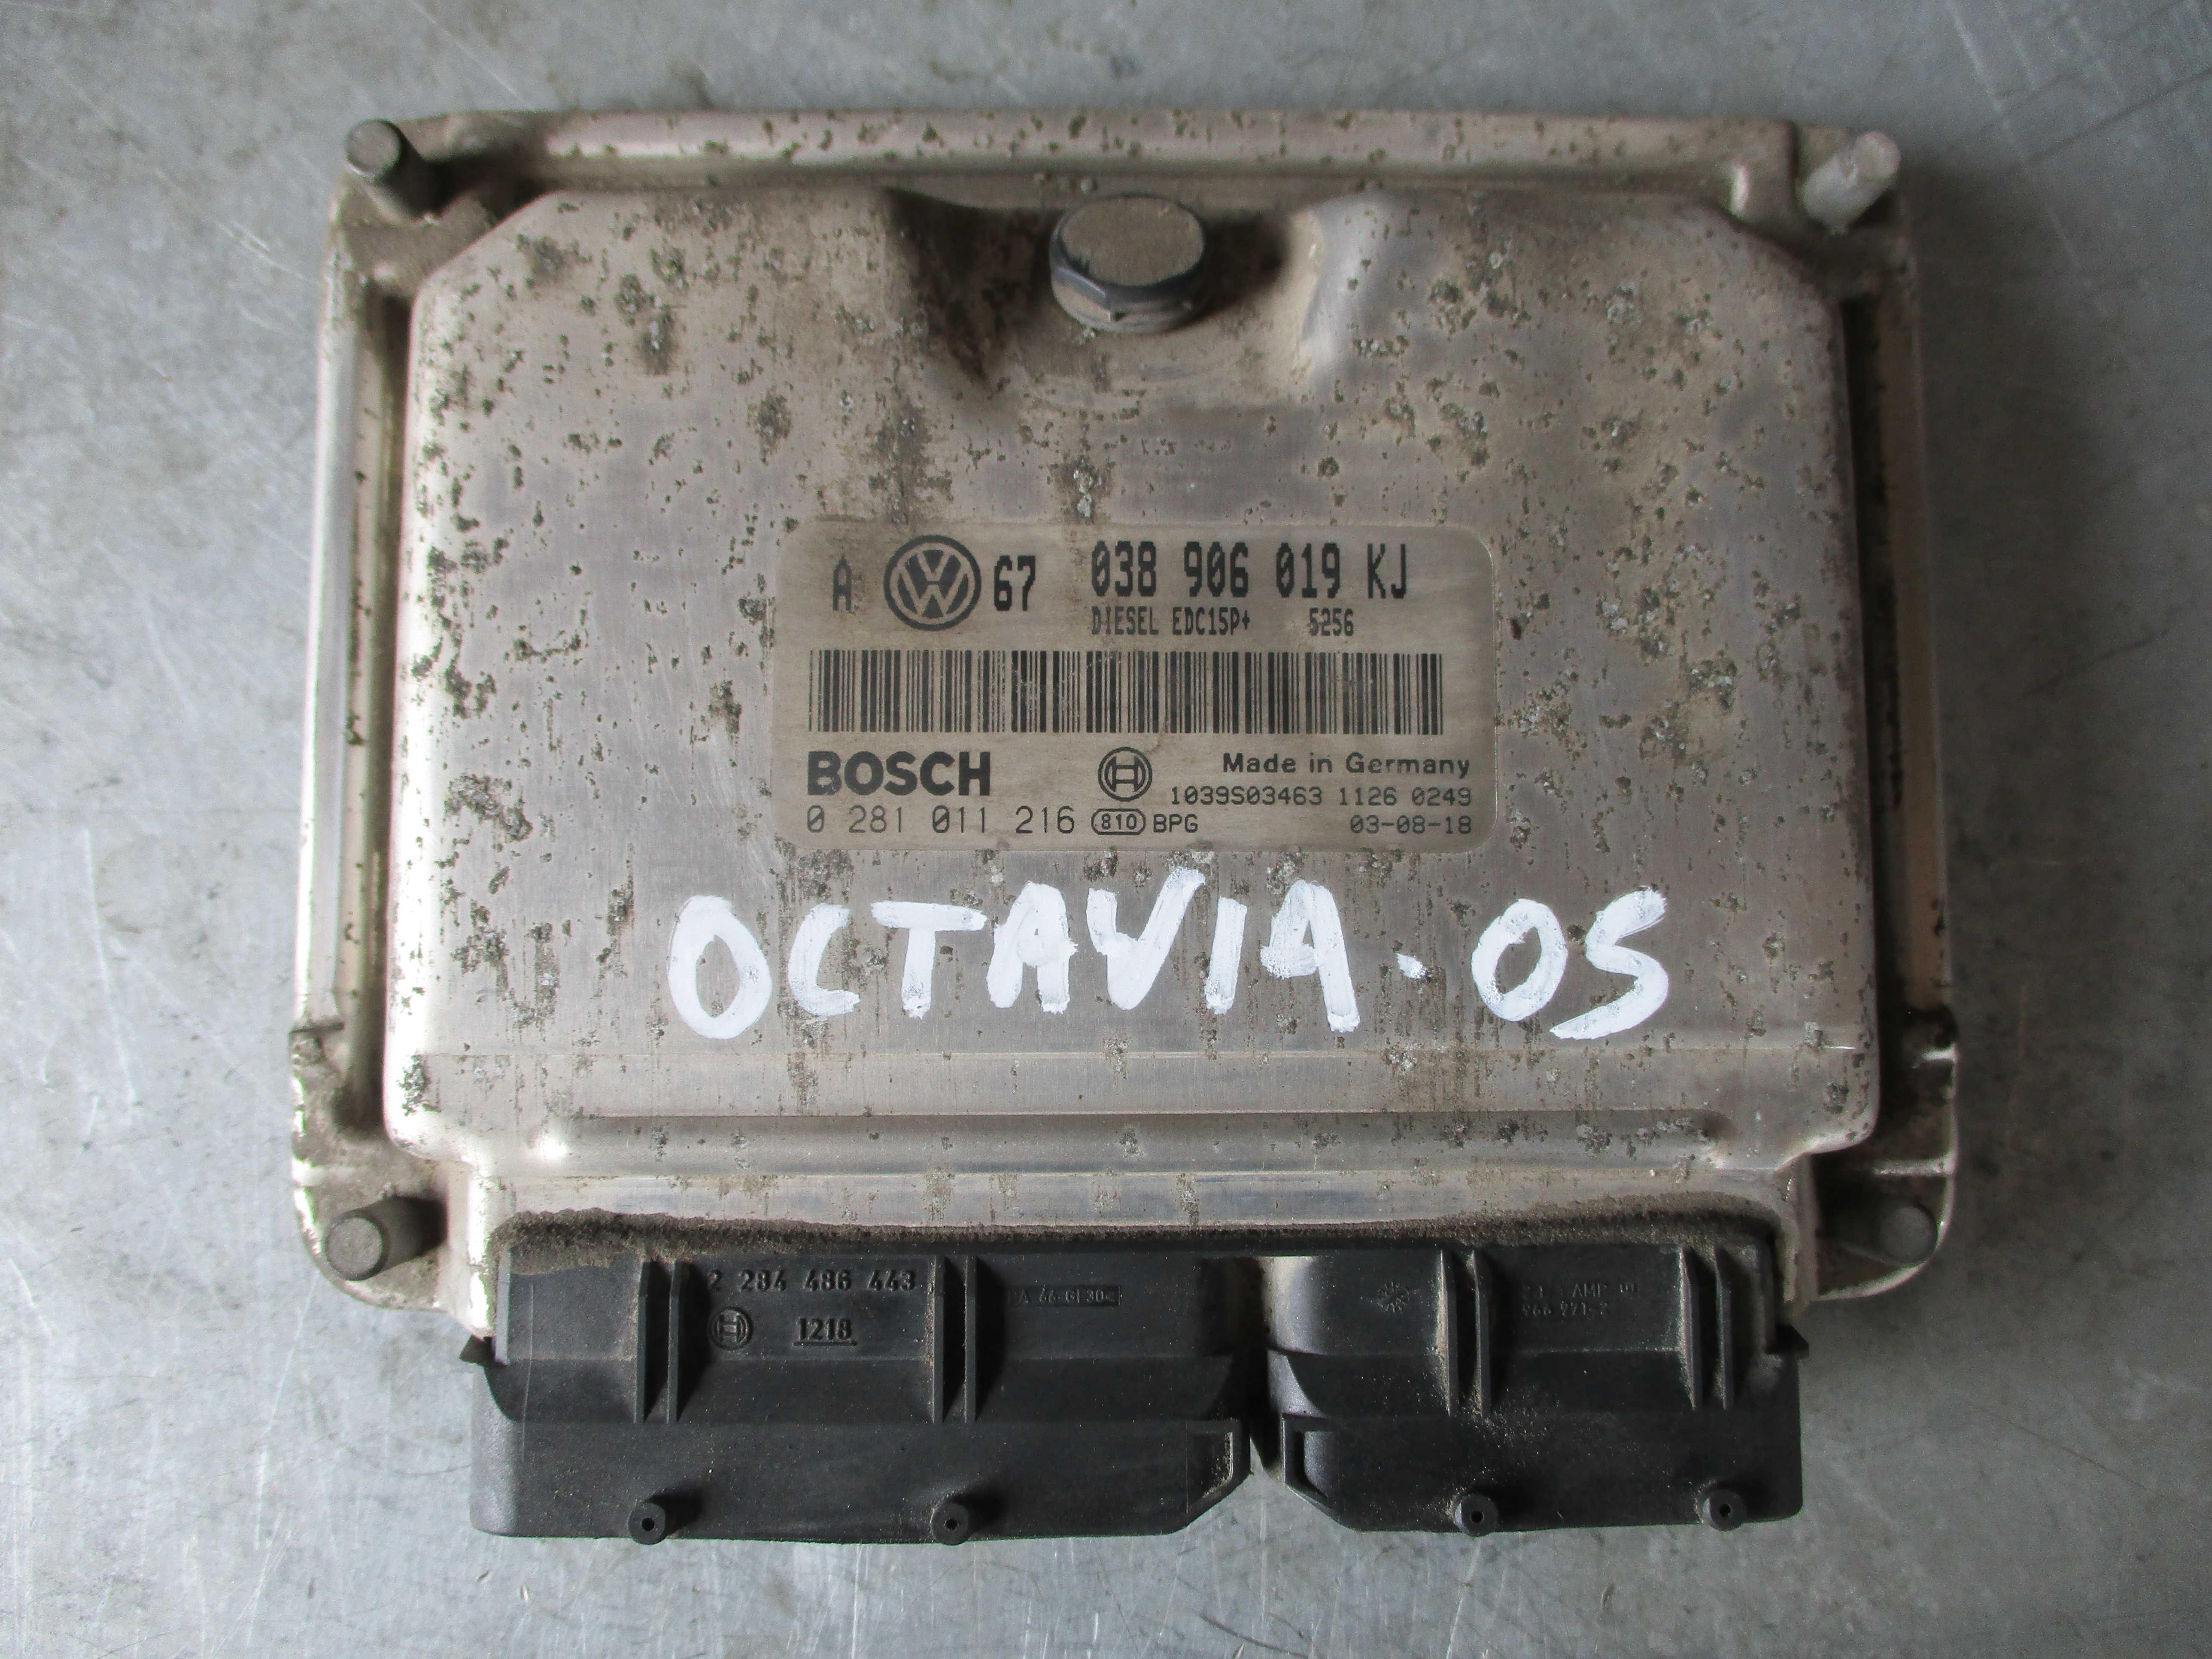 A VW 67 038 906 019 KJ
DIESEL EDC15P+ 5256
BOSCH Made in Germany
1039S03463 1126 0249
0 281 011 216 810 BPG 03-08-18
OCTAVIA.05
2 284 486 443
1218